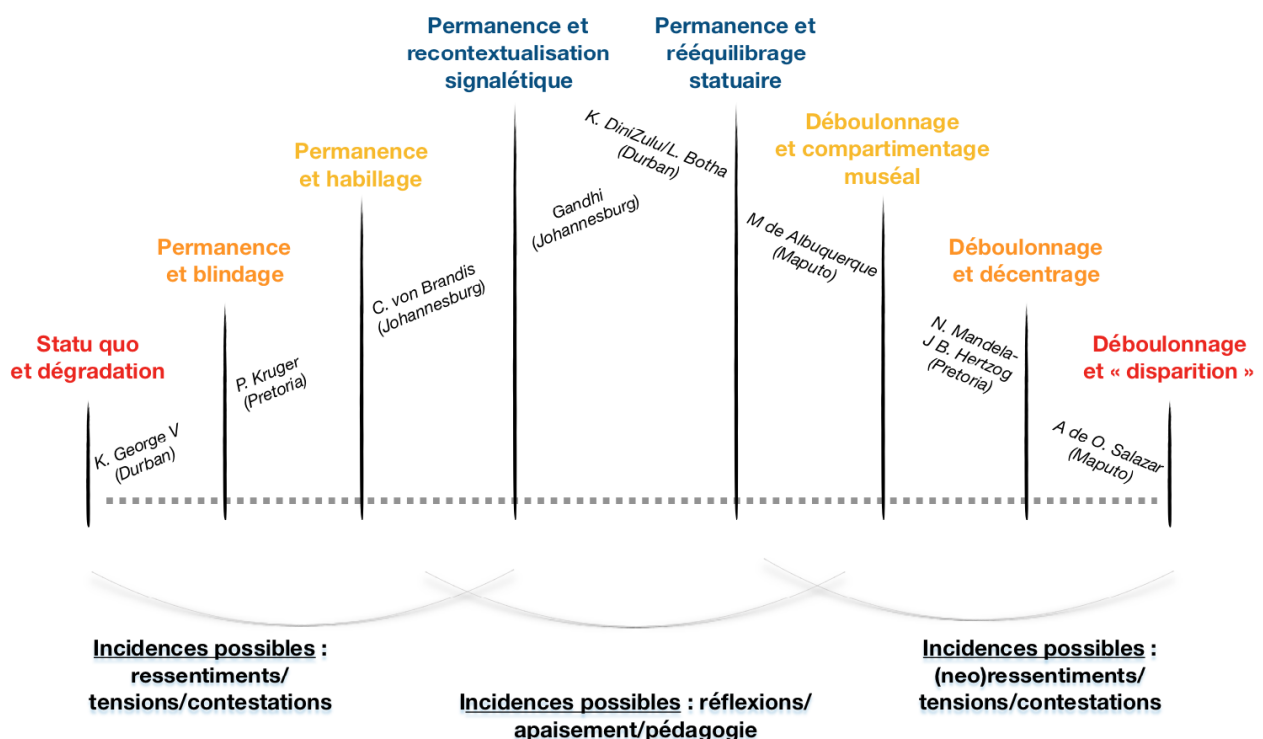 Permanence et
recontextualisation
signalétique
Permanence et
rééquilibrage
statuaire
Permanence
et habillage
Déboulonnage
et compartimentage
muséal
Permanence
et blindage
Déboulonnage
et décentrage
Statu quo
et dégradation
Déboulonnage
et « disparition »
K. George V
(Durban)
P. Kruger
(Pretoria)
C. von Brandis
(Johannesburg)
Gandhi
(Johannesburg)
K. DiniZulu/L. Botha
(Durban)
M de Albuquerque
(Maputo)
N. Mandela-
J B. Hertzog
(Pretoria)
A de O. Salazar
(Maputo)
Incidences possibles :
ressentiments/
tensions/contestations
Incidences possibles : réflexions/
apaisement/pédagogie
Incidences possibles :
(neo)ressentiments/
tensions/contestations